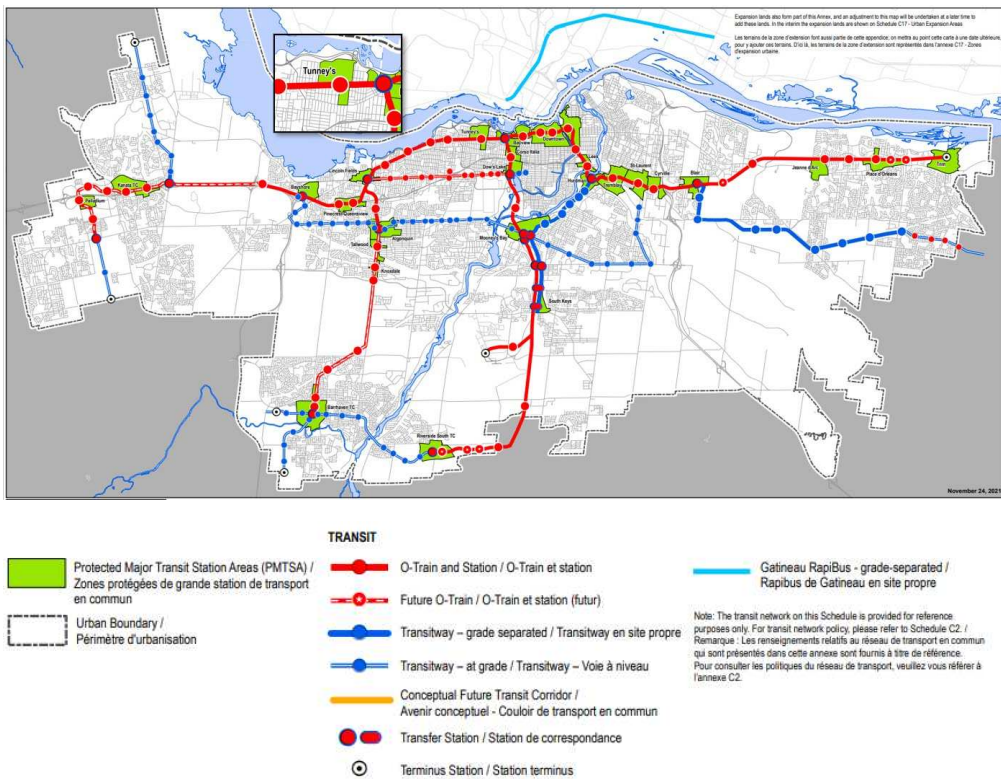 Expansion lands also form part of this Annex, and an adjustment to this map will be undertaken at a later time to
add these lands. In the interim the expansion lands are shown on Schedule C17 - Urban Expansion Areas
Les terrains de la zone d'extension font aussi partie de cette appendice; on mettra au point cette carte à une date ultérieure,
pour y ajouter ces terrains. D'ici là, les terrains de la zone d'extension sont représentés dans l'annexe C17 - Zones
d'expansion urbaine.
Tunney's
Tunney's
Bayview
Downtown
Corso Italia
Dow's Lake
Lees
Hurdman
Tremblay
St-Laurent
Cyrville
Blair
Jeanne d'Arc
Place d'Orléans
Trim
Kanata TC
Palladium
Bayshore
Lincoln Fields
Pinecrest-Queensview
Algonquin
Tallwood
Knoxdale
Mooney's Bay
South Keys
Barrhaven TC
Riverside South TC
November 24, 2021
Protected Major Transit Station Areas (PMTSA) /
Zones protégées de grande station de transport
en commun
Urban Boundary /
Périmètre d'urbanisation
TRANSIT
O-Train and Station / O-Train et station
Future O-Train / O-Train et station (futur)
Transitway – grade separated / Transitway en site propre
Transitway – at grade / Transitway – Voie à niveau
Conceptual Future Transit Corridor /
Avenir conceptuel - Couloir de transport en commun
Transfer Station / Station de correspondance
Terminus Station / Station terminus
Gatineau RapiBus - grade-separated /
Rapibus de Gatineau en site propre
Note: The transit network on this Schedule is provided for reference
purposes only. For transit network policy, please refer to Schedule C2. /
Remarque : Les renseignements relatifs au réseau de transport en commun
qui sont présentés dans cette annexe sont fournis à titre de référence.
Pour consulter les politiques du réseau de transport, veuillez vous référer à
l'annexe C2.